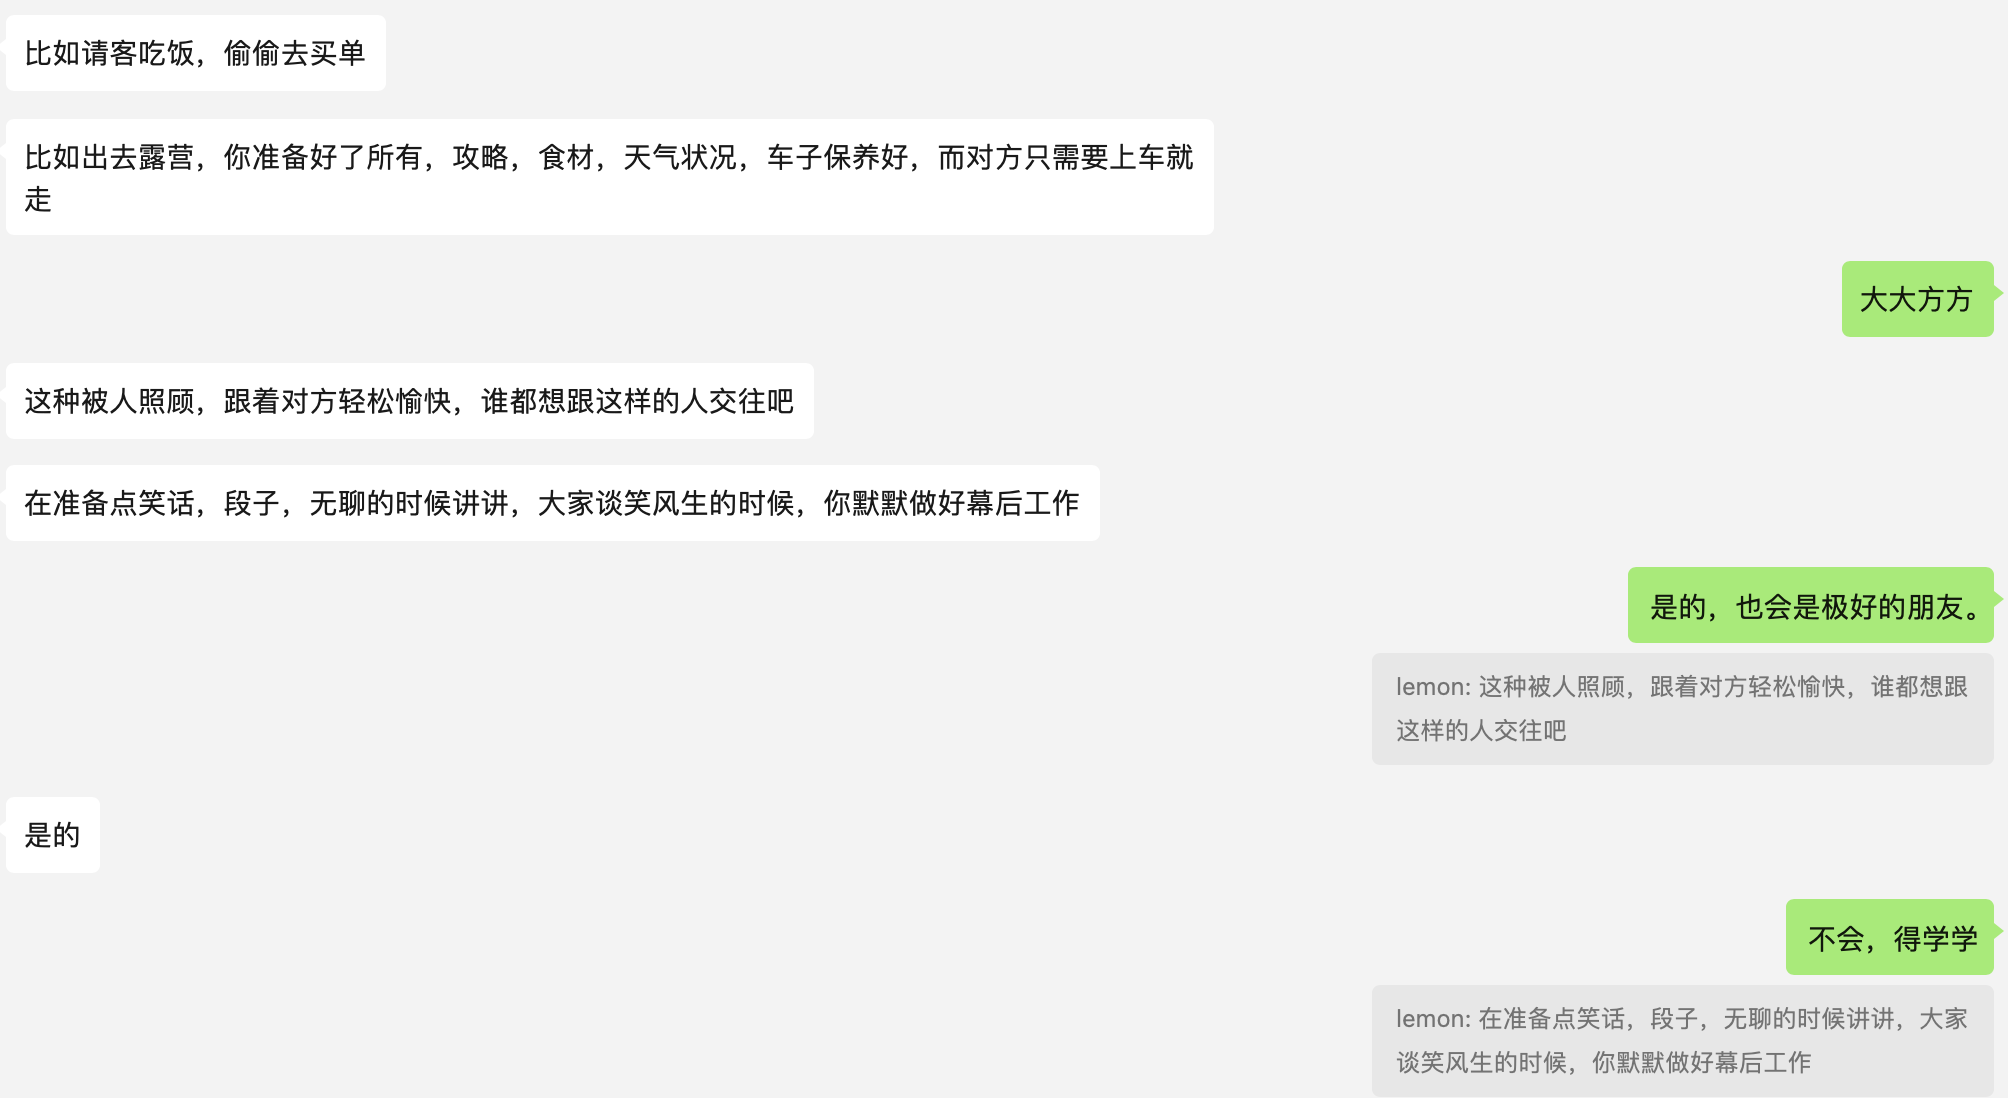 比如请客吃饭，偷偷去买单
比如出去露营，你准备好了所有，攻略，食材，天气状况，车子保养好，而对方只需要上车就
走
大大方方
这种被人照顾，跟着对方轻松愉快，谁都想跟这样的人交往吧
在准备点笑话，段子，无聊的时候讲讲，大家谈笑风生的时候，你默默做好幕后工作
是的，也会是极好的朋友。
lemon: 这种被人照顾，跟着对方轻松愉快，谁都想跟
这样的人交往吧
是的
不会，得学学
lemon: 在准备点笑话，段子，无聊的时候讲讲，大家
谈笑风生的时候，你默默做好幕后工作